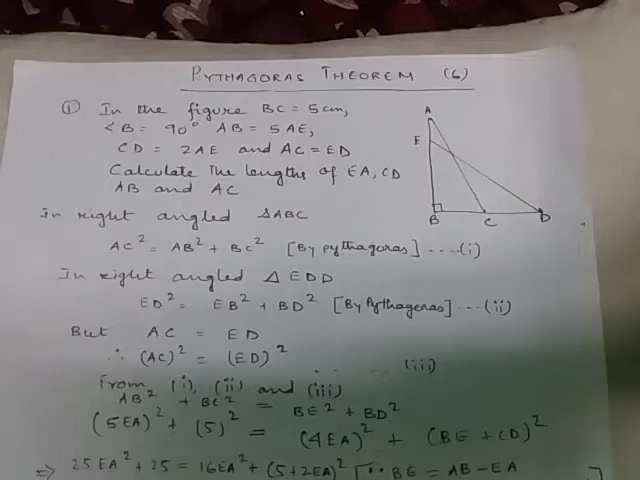 PYTHAGORAS THEOREM (6)
① In the figure BC = 5cm,
<B = 90° AB = 5AE,
CD = 2AE and AC = ED
Calculate the lengths of EA, CD
AB and AC
A
E
B C D
In right angled ΔABC
AC² = AB² + BC² [By pythagoras] ....(i)
In right angled Δ EDD
ED² = EB² + BD² [By Pythagoras]...(ii)
But AC = ED
∴ (AC)² = (ED)² ....(iii)
From (i), (ii) and (iii)
AB² + BC² = BE² + BD²
(5EA)² + (5)² = (4EA)² + (BE + CD)²
⇒ 25EA² + 25 = 16EA² + (5+2EA)² [∵ BE = AB - EA